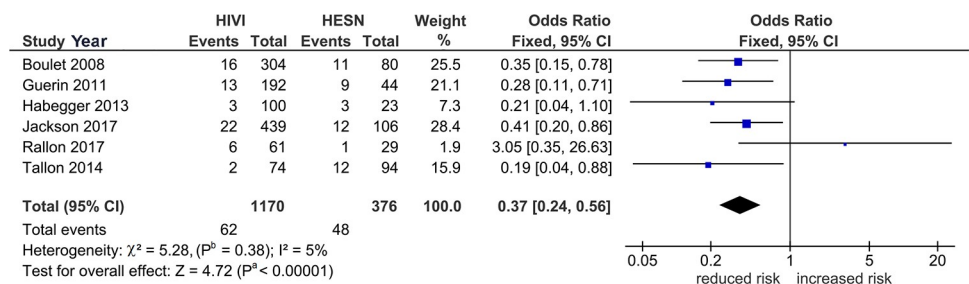 HIVI HESN Weight Odds Ratio Odds Ratio
Study Year Events Total Events Total % Fixed, 95% CI Fixed, 95% CI
Boulet 2008 16 304 11 80 25.5 0.35 [0.15, 0.78]
Guerin 2011 13 192 9 44 21.1 0.28 [0.11, 0.71]
Habegger 2013 3 100 3 23 7.3 0.21 [0.04, 1.10]
Jackson 2017 22 439 12 106 28.4 0.41 [0.20, 0.86]
Rallon 2017 6 61 1 29 1.9 3.05 [0.35, 26.63]
Tallon 2014 2 74 12 94 15.9 0.19 [0.04, 0.88]
Total (95% CI) 1170 376 100.0 0.37 [0.24, 0.56]
Total events 62 48
Heterogeneity: χ² = 5.28, (Pᵇ = 0.38); I² = 5%
Test for overall effect: Z = 4.72 (Pᵃ < 0.00001)
0.05 0.2 1 5 20
reduced risk increased risk